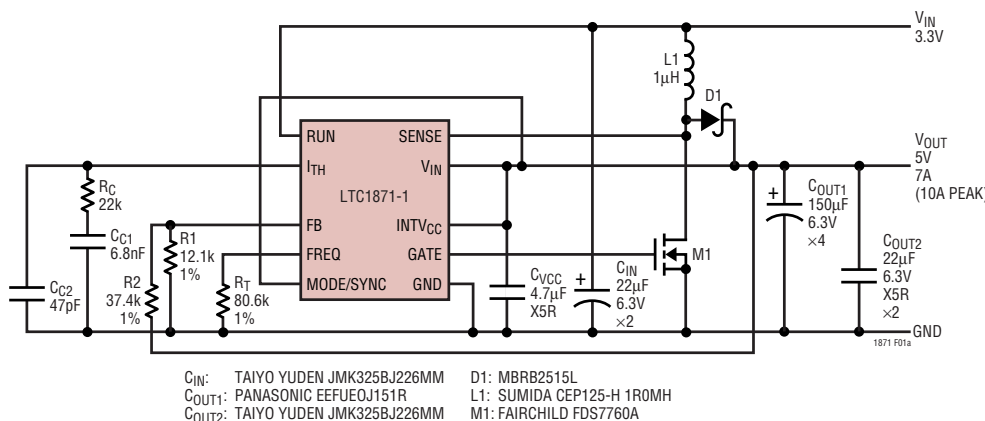 VIN
3.3V
L1
1µH
D1
RUN
SENSE
ITH
VIN
LTC1871-1
FB
INTVCC
FREQ
GATE
MODE/SYNC
GND
VOUT
5V
7A
(10A PEAK)
RC
22k
CC1
6.8nF
R1
12.1k
1%
R2
37.4k
1%
RT
80.6k
1%
CC2
47pF
CVCC
4.7µF
X5R
+
CIN
22µF
6.3V
×2
M1
+
COUT1
150µF
6.3V
×4
COUT2
22µF
6.3V
X5R
×2
GND
1871 F01a
CIN: TAIYO YUDEN JMK325BJ226MM
COUT1: PANASONIC EEFUEOJ151R
COUT2: TAIYO YUDEN JMK325BJ226MM
D1: MBRB2515L
L1: SUMIDA CEP125-H 1R0MH
M1: FAIRCHILD FDS7760A